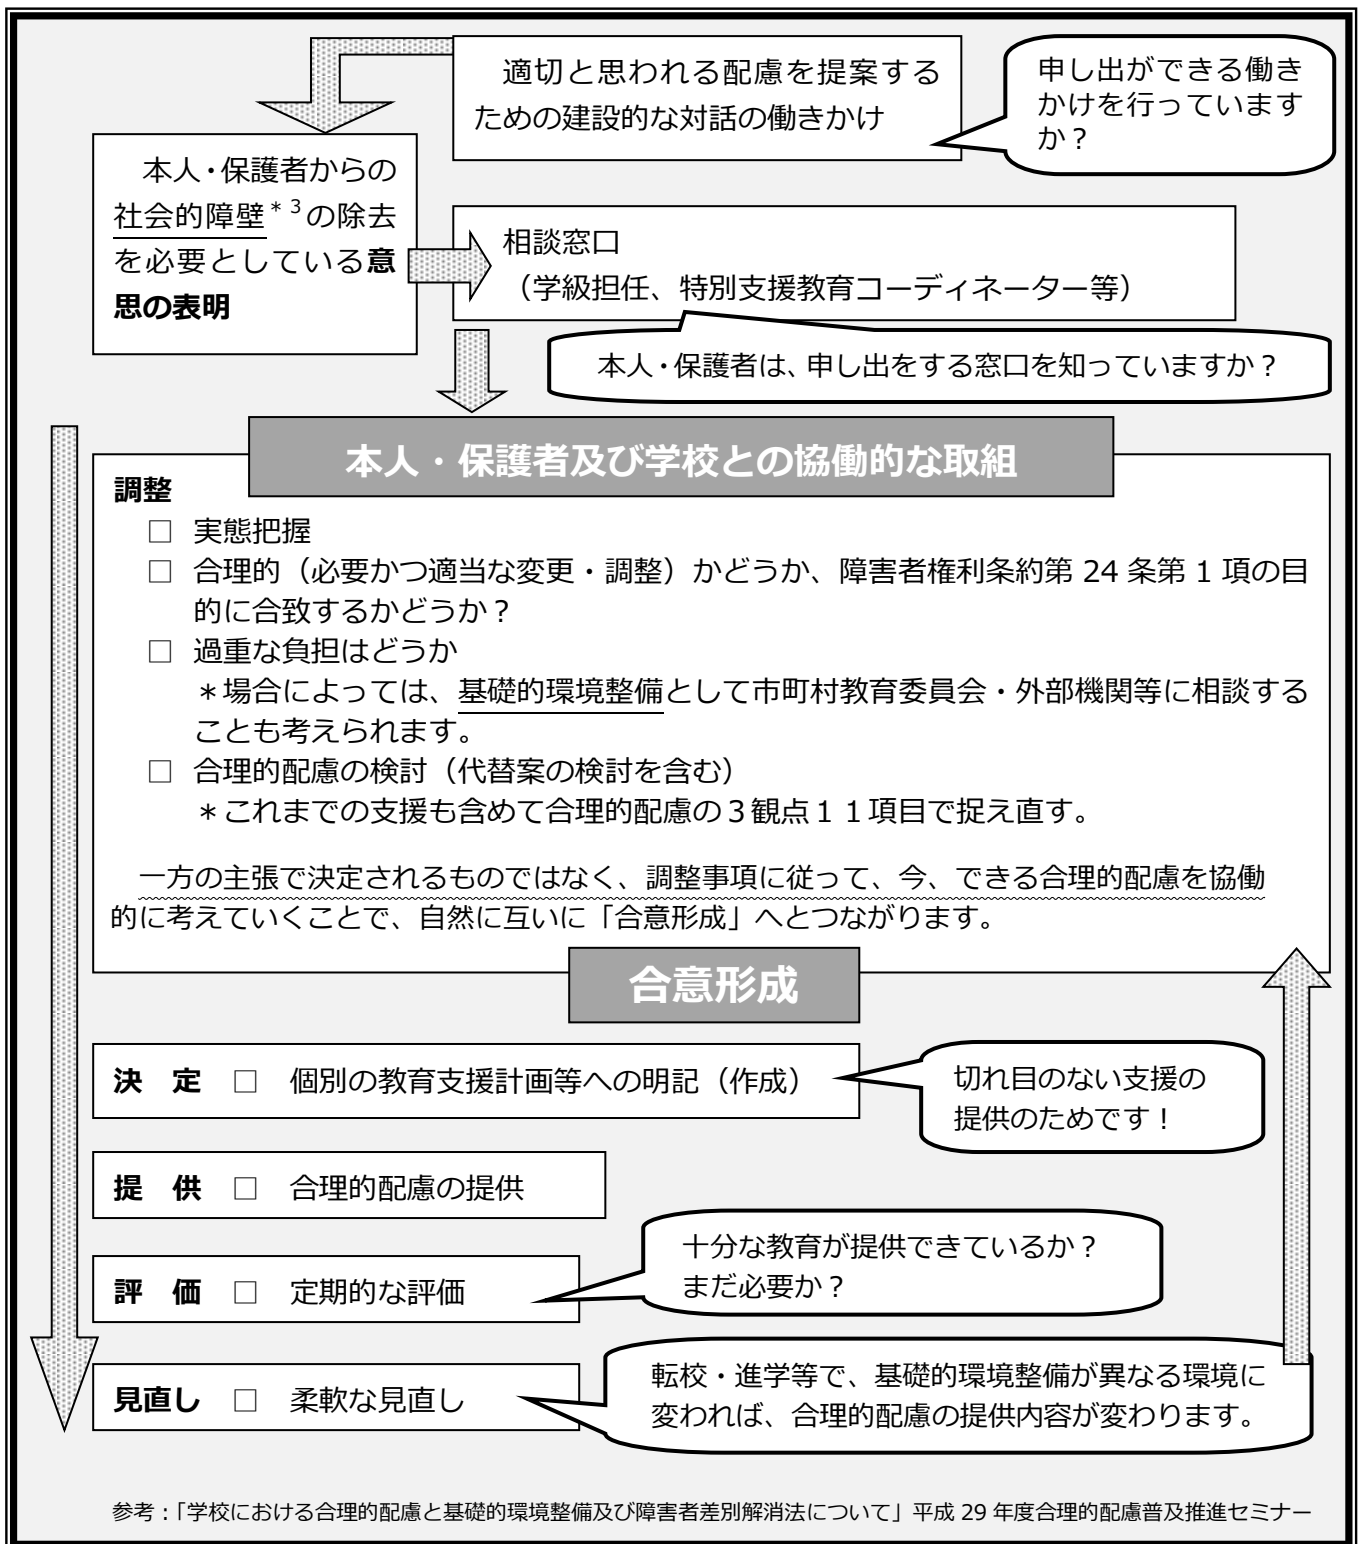 適切と思われる配慮を提案する
ための建設的な対話の働きかけ
申し出ができる働き
かけを行っています
か？
本人・保護者からの
社会的障壁＊３の除去
を必要としている意
思の表明
相談窓口
（学級担任、特別支援教育コーディネーター等）
本人・保護者は、申し出をする窓口を知っていますか？
本人・保護者及び学校との協働的な取組
調整
□ 実態把握
□ 合理的（必要かつ適当な変更・調整）かどうか、障害者権利条約第 24 条第 1 項の目
的に合致するかどうか？
□ 過重な負担はどうか
＊場合によっては、基礎的環境整備として市町村教育委員会・外部機関等に相談する
ことも考えられます。
□ 合理的配慮の検討（代替案の検討を含む）
＊これまでの支援も含めて合理的配慮の３観点１１項目で捉え直す。
一方の主張で決定されるものではなく、調整事項に従って、今、できる合理的配慮を協働
的に考えていくことで、自然に互いに「合意形成」へとつながります。
合意形成
決　定 □ 個別の教育支援計画等への明記（作成）
切れ目のない支援の
提供のためです！
提　供 □ 合理的配慮の提供
十分な教育が提供できているか？
まだ必要か？
評　価 □ 定期的な評価
転校・進学等で、基礎的環境整備が異なる環境に
変われば、合理的配慮の提供内容が変わります。
見直し □ 柔軟な見直し
参考：「学校における合理的配慮と基礎的環境整備及び障害者差別解消法について」平成 29 年度合理的配慮普及推進セミナー